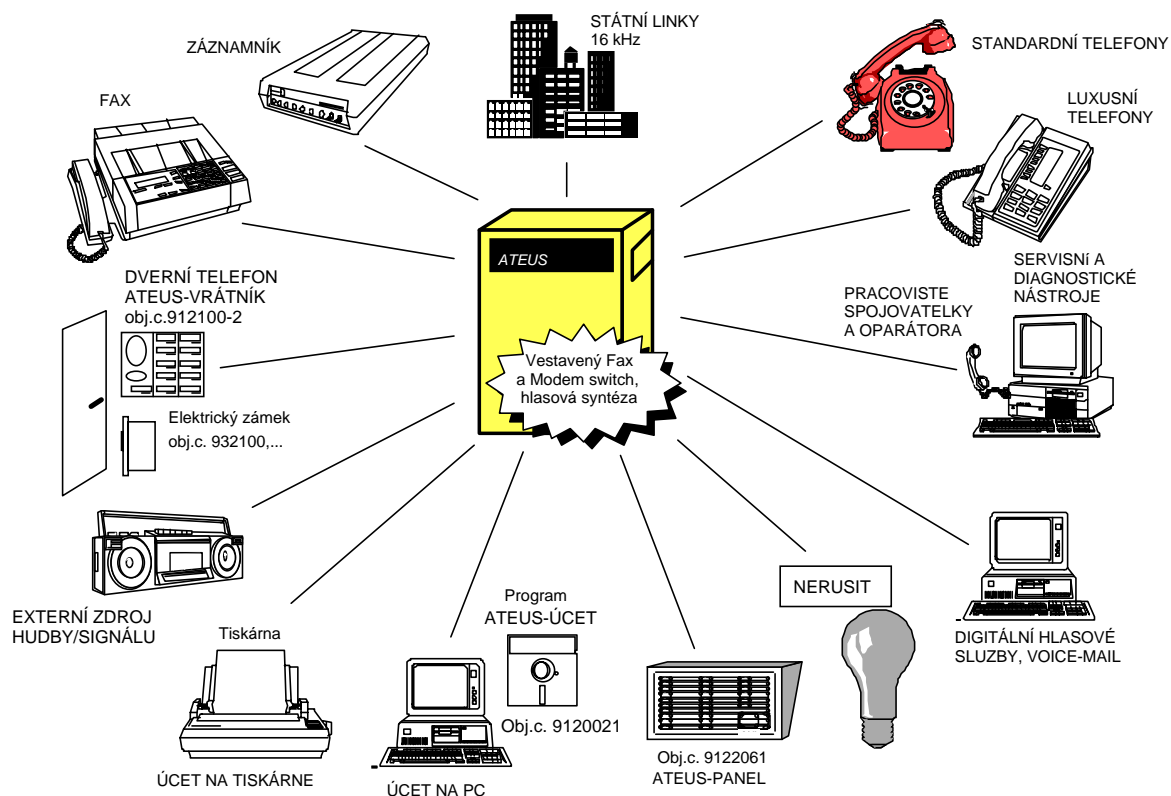 STÁTNÍ LINKY
16 kHz
ZÁZNAMNÍK
STANDARDNÍ TELEFONY
FAX
LUXUSNÍ
TELEFONY
ATEUS
DVERNÍ TELEFON
ATEUS-VRÁTNÍK
obj.c.912100-2
SERVISNí A
DIAGNOSTICKÉ
NÁSTROJE
PRACOVISTE
SPOJOVATELKY
A OPARÁTORA
Vestavený Fax
a Modem switch,
hlasová syntéza
Elektrický zámek
obj.c. 932100,...
EXTERNÍ ZDROJ
HUDBY/SIGNÁLU
Tiskárna
ÚCET NA TISKÁRNE
Program
ATEUS-ÚCET
Obj.c. 9120021
ÚCET NA PC
Obj.c. 9122061
ATEUS-PANEL
NERUSIT
DIGITÁLNÍ HLASOVÉ
SLUZBY, VOICE-MAIL